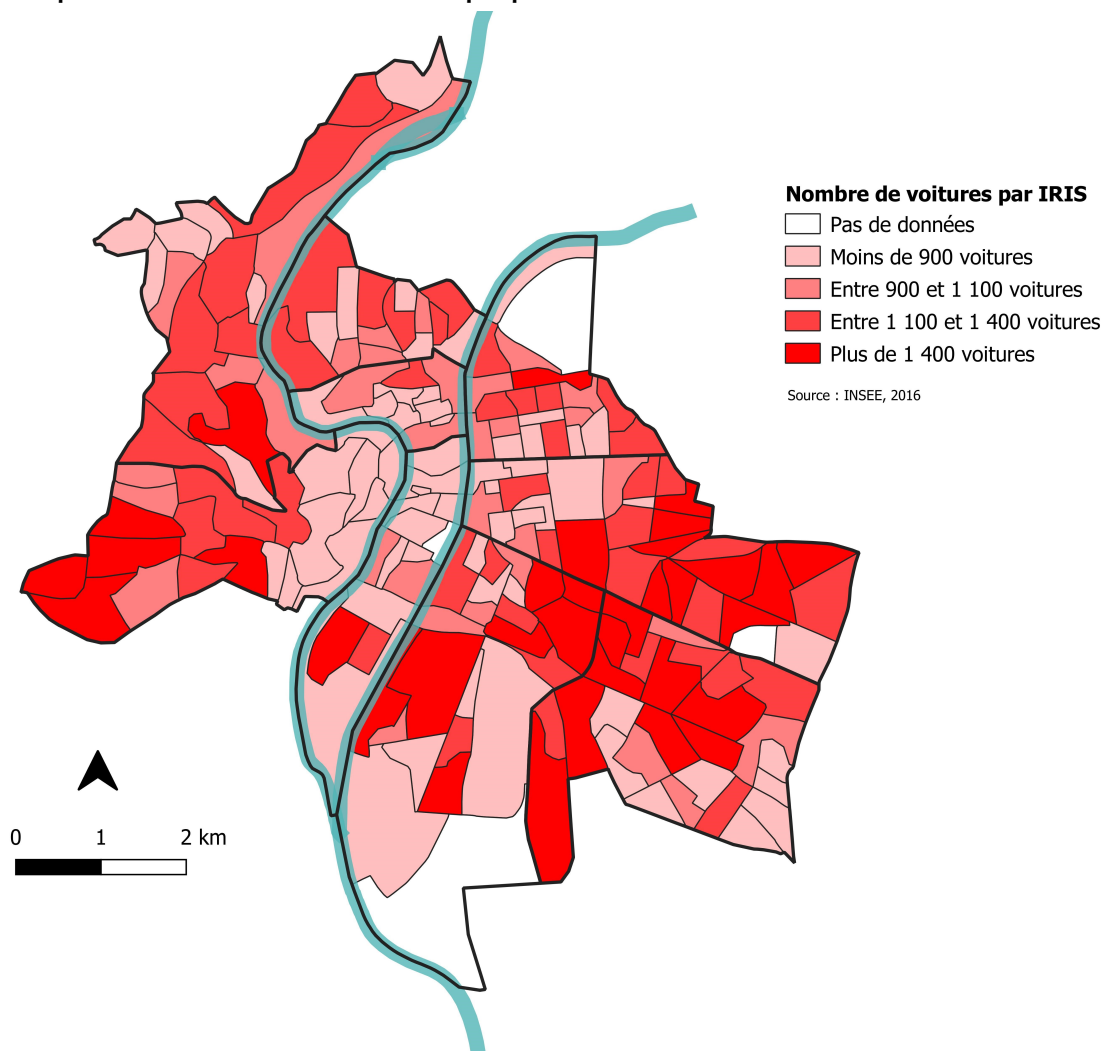 Nombre de voitures par IRIS
Pas de données
Moins de 900 voitures
Entre 900 et 1 100 voitures
Entre 1 100 et 1 400 voitures
Plus de 1 400 voitures
Source : INSEE, 2016
0 1 2 km